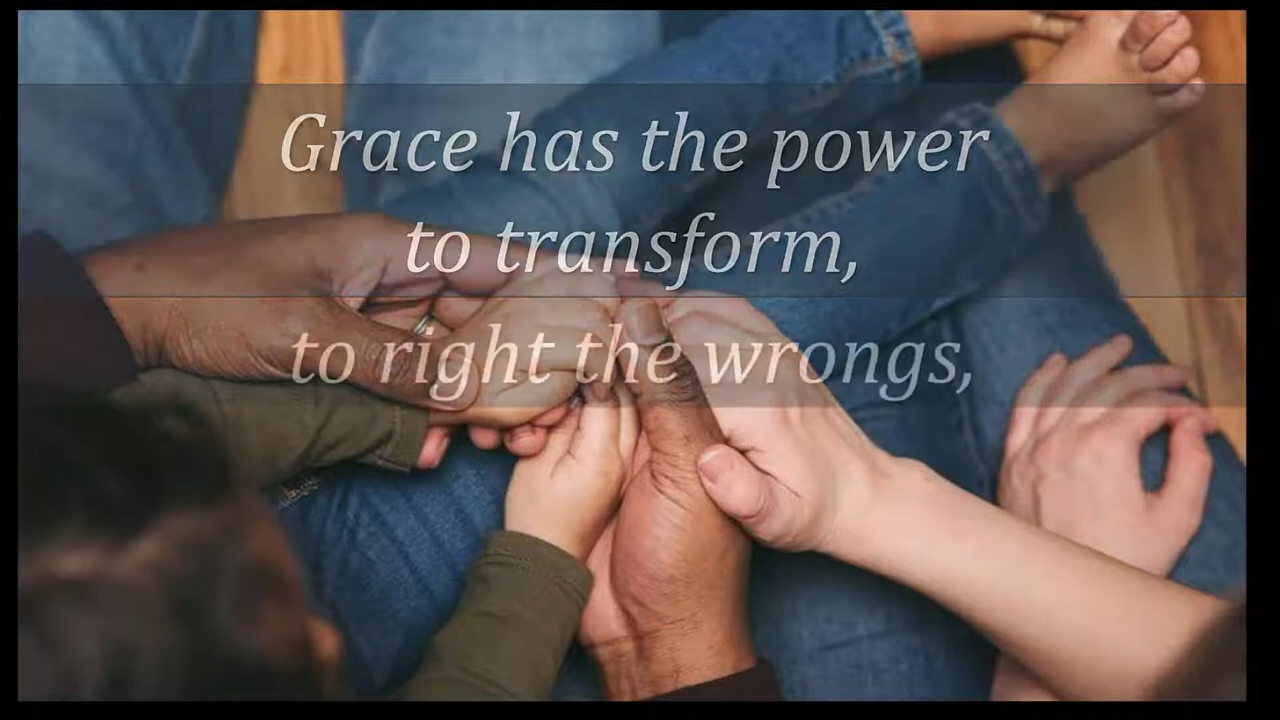 Grace has the power
to transform,
to right the wrongs,